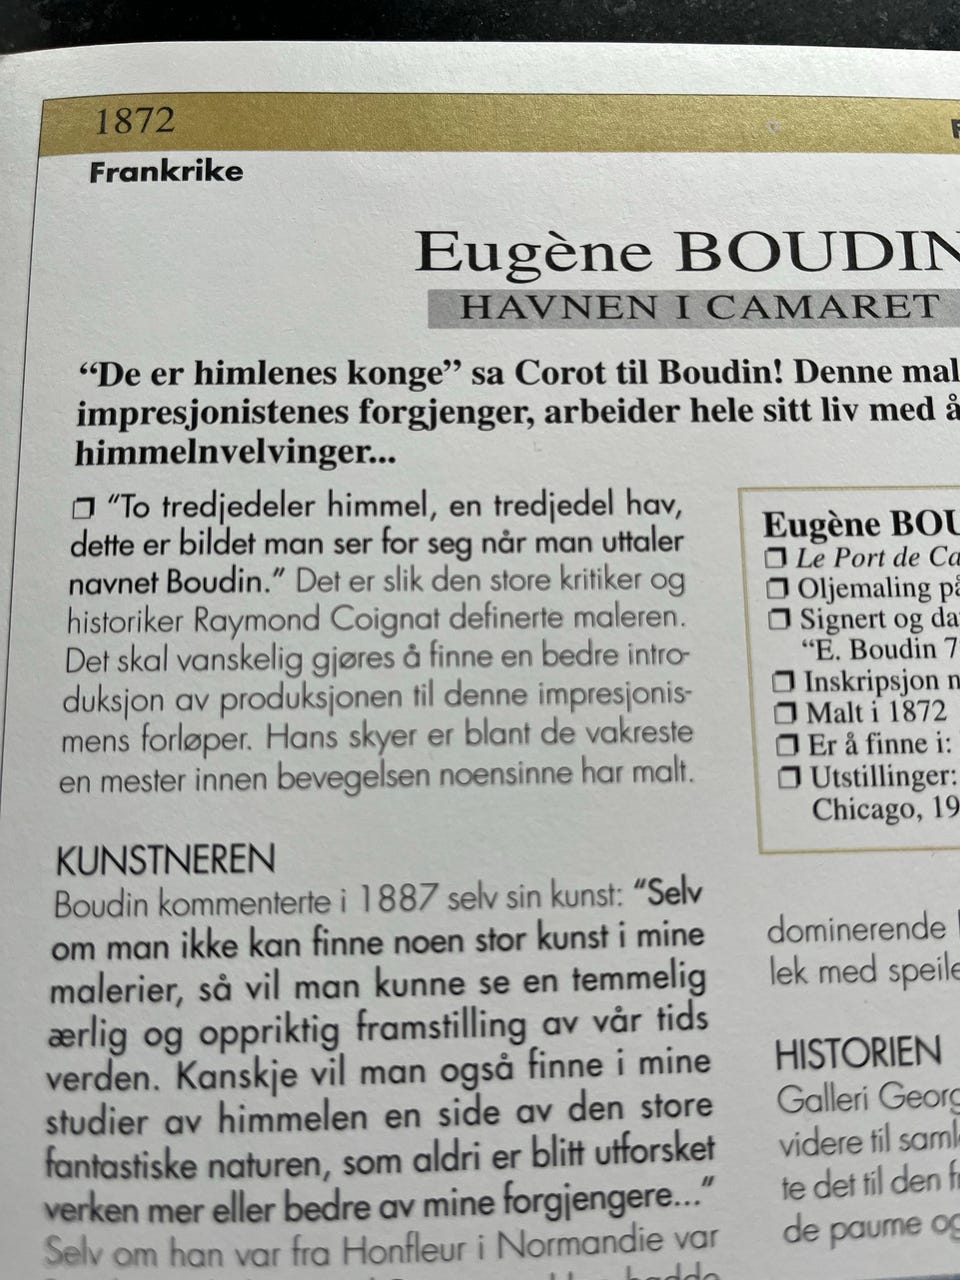 1872
Frankrike
Eugène BOUDIN
HAVNEN I CAMARET
“De er himlenes konge” sa Corot til Boudin! Denne mal
impresjonistenes forgjenger, arbeider hele sitt liv med å
himmelnvelvinger...
❒ “To tredjedeler himmel, en tredjedel hav,
dette er bildet man ser for seg når man uttaler
navnet Boudin.” Det er slik den store kritiker og
historiker Raymond Coignat definerte maleren.
Det skal vanskelig gjøres å finne en bedre intro-
duksjon av produksjonen til denne impresjonis-
mens forløper. Hans skyer er blant de vakreste
en mester innen bevegelsen noensinne har malt.
KUNSTNEREN
Boudin kommenterte i 1887 selv sin kunst: “Selv
om man ikke kan finne noen stor kunst i mine
malerier, så vil man kunne se en temmelig
ærlig og oppriktig framstilling av vår tids
verden. Kanskje vil man også finne i mine
studier av himmelen en side av den store
fantastiske naturen, som aldri er blitt utforsket
verken mer eller bedre av mine forgjengere...”
Selv om han var fra Honfleur i Normandie var
Eugène BOU
❒ Le Port de Ca
❒ Oljemaling på
❒ Signert og da
“E. Boudin 7
❒ Inskripsjon n
❒ Malt i 1872
❒ Er å finne i:
❒ Utstillinger:
Chicago, 19
dominerende
lek med speile
HISTORIEN
Galleri Georg
videre til saml
te det til den f
de paume og